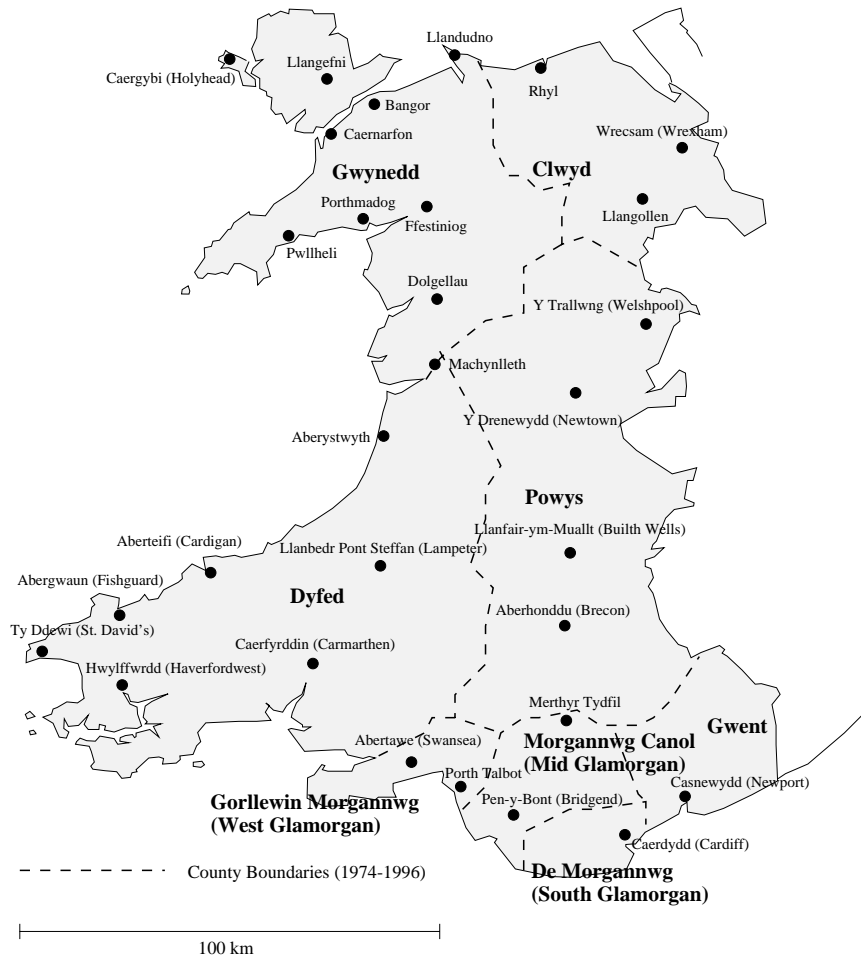 Llandudno
Caergybi (Holyhead)
Llangefni
Rhyl
Bangor
Caernarfon
Wrecsam (Wrexham)
Gwynedd
Clwyd
Porthmadog
Ffestiniog
Llangollen
Pwllheli
Dolgellau
Y Trallwng (Welshpool)
Machynlleth
Y Drenewydd (Newtown)
Aberystwyth
Powys
Llanfair-ym-Muallt (Builth Wells)
Aberteifi (Cardigan)
Llanbedr Pont Steffan (Lampeter)
Abergwaun (Fishguard)
Dyfed
Aberhonddu (Brecon)
Ty Ddewi (St. David's)
Caerfyrddin (Carmarthen)
Hwylffwrdd (Haverfordwest)
Merthyr Tydfil
Gwent
Abertawe (Swansea)
Morgannwg Canol
(Mid Glamorgan)
Porth Talbot
Casnewydd (Newport)
Gorllewin Morgannwg
(West Glamorgan)
Pen-y-Bont (Bridgend)
Caerdydd (Cardiff)
De Morgannwg
(South Glamorgan)
County Boundaries (1974-1996)
100 km